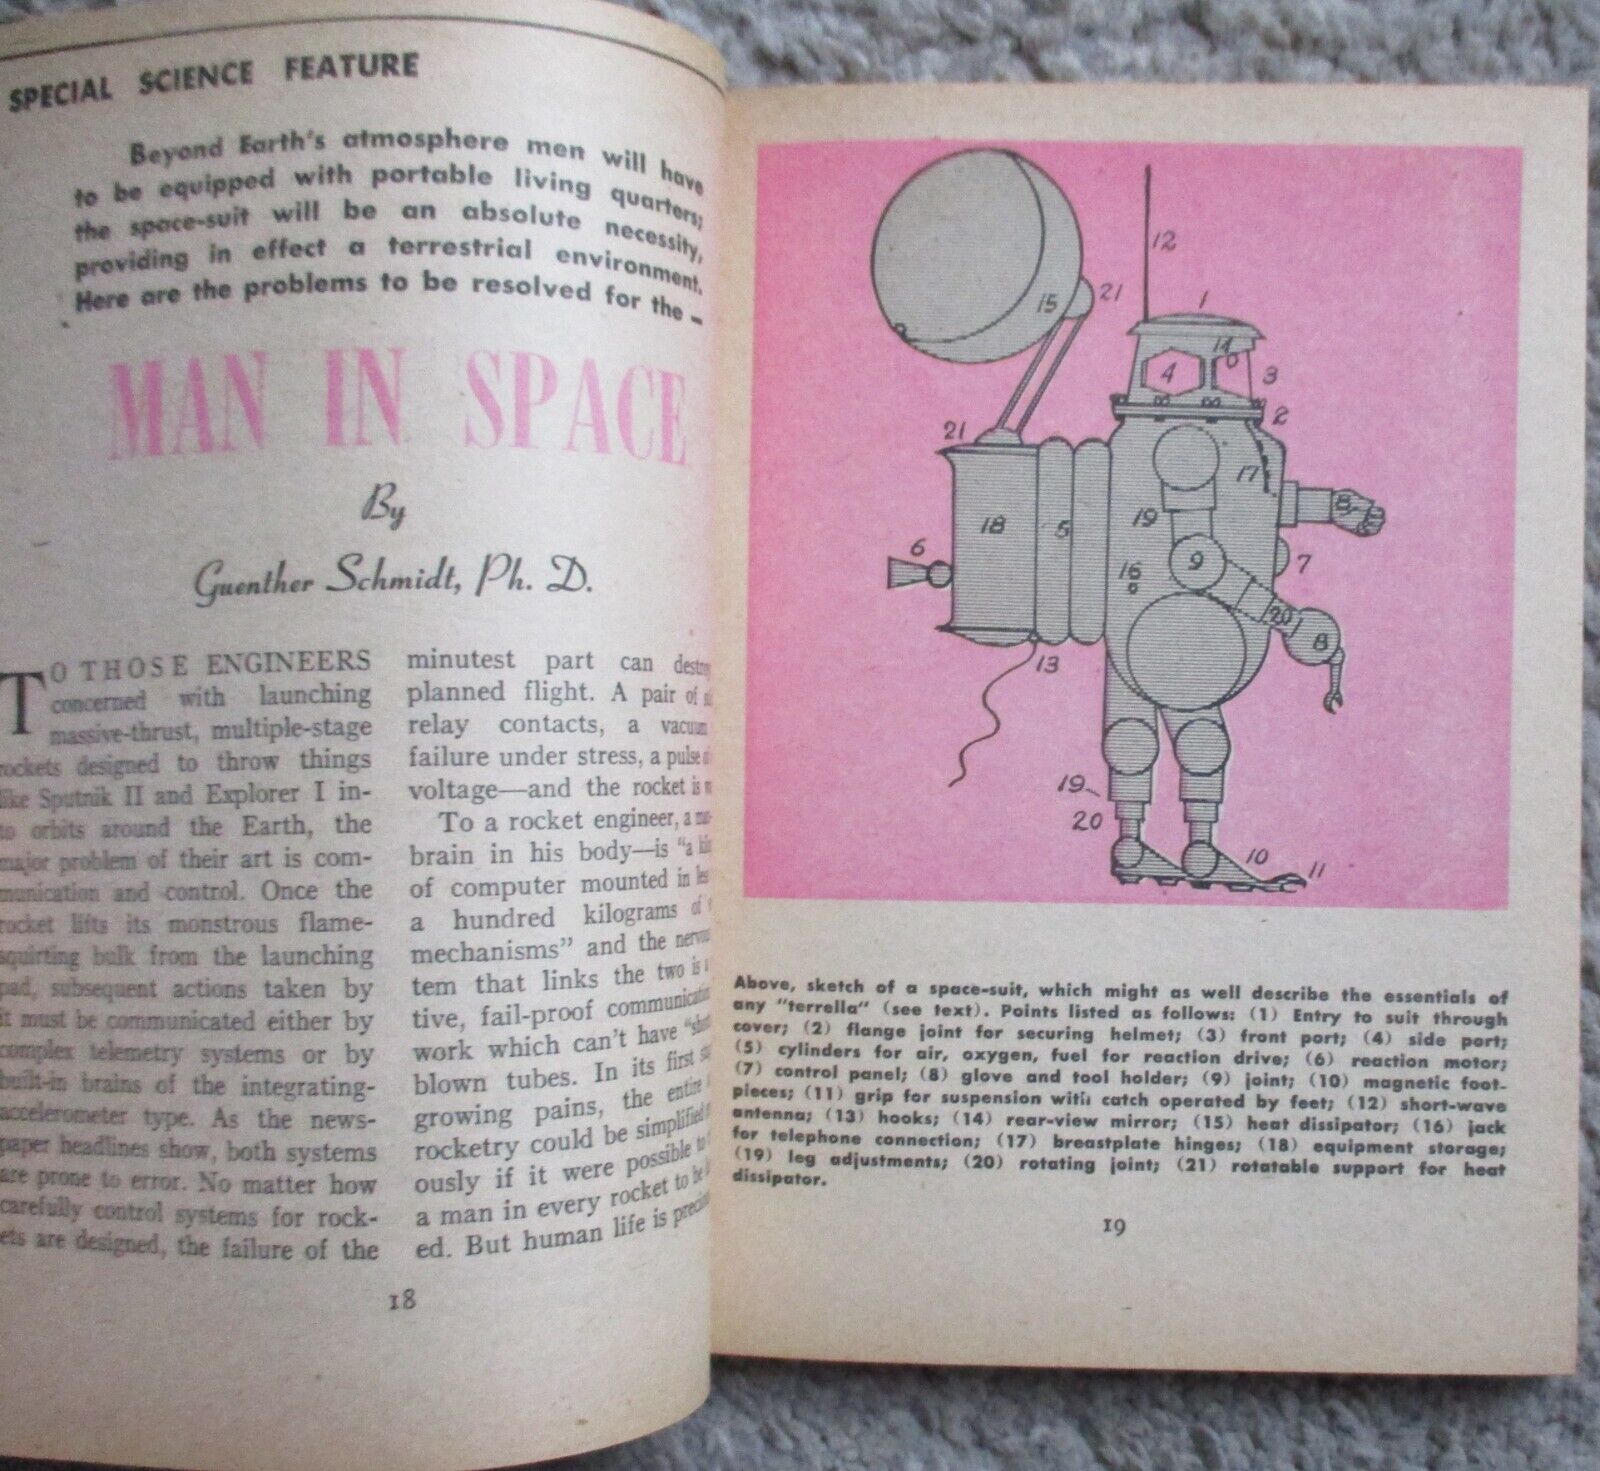 SPECIAL SCIENCE FEATURE
Beyond Earth's atmosphere men will have
to be equipped with portable living quarters;
the space-suit will be an absolute necessity,
providing in effect a terrestrial environment.
Here are the problems to be resolved for the —
MAN IN SPACE
By
Guenther Schmidt, Ph. D.
TO THOSE ENGINEERS
concerned with launching
massive-thrust, multiple-stage
rockets designed to throw things
like Sputnik II and Explorer I in-
to orbits around the Earth, the
major problem of their art is com-
munication and control. Once the
rocket lifts its monstrous flame-
squirting bulk from the launching
pad, subsequent actions taken by
it must be communicated either by
complex telemetry systems or by
built-in brains of the integrating-
accelerometer type. As the news-
paper headlines show, both systems
are prone to error. No matter how
carefully control systems for rock-
ets are designed, the failure of the
minutest part can
planned flight. A pair of
relay contacts, a vacuum
failure under stress, a pulse
voltage—and the rocket is
To a rocket engineer, a
brain in his body—is "a
of computer mounted in
a hundred kilograms of
mechanisms" and the
tem that links the two is
tive, fail-proof
work which can't have
blown tubes. In its first
growing pains, the entire
rocketry could be simplified
ously if it were possible to
a man in every rocket to be
ed. But human life is
18
12
1
21
15
14
4
3
2
21
17
8
19
18
5
6
9
7
16
20
8
13
19
20
10
11
Above, sketch of a space-suit, which might as well describe the essentials of
any "terrella" (see text). Points listed as follows: (1) Entry to suit through
cover; (2) flange joint for securing helmet; (3) front port; (4) side port;
(5) cylinders for air, oxygen, fuel for reaction drive; (6) reaction motor;
(7) control panel; (8) glove and tool holder; (9) joint; (10) magnetic foot-
pieces; (11) grip for suspension with catch operated by feet; (12) short-wave
antenna; (13) hooks; (14) rear-view mirror; (15) heat dissipator; (16) jack
for telephone connection; (17) breastplate hinges; (18) equipment storage;
(19) leg adjustments; (20) rotating joint; (21) rotatable support for heat
dissipator.
19